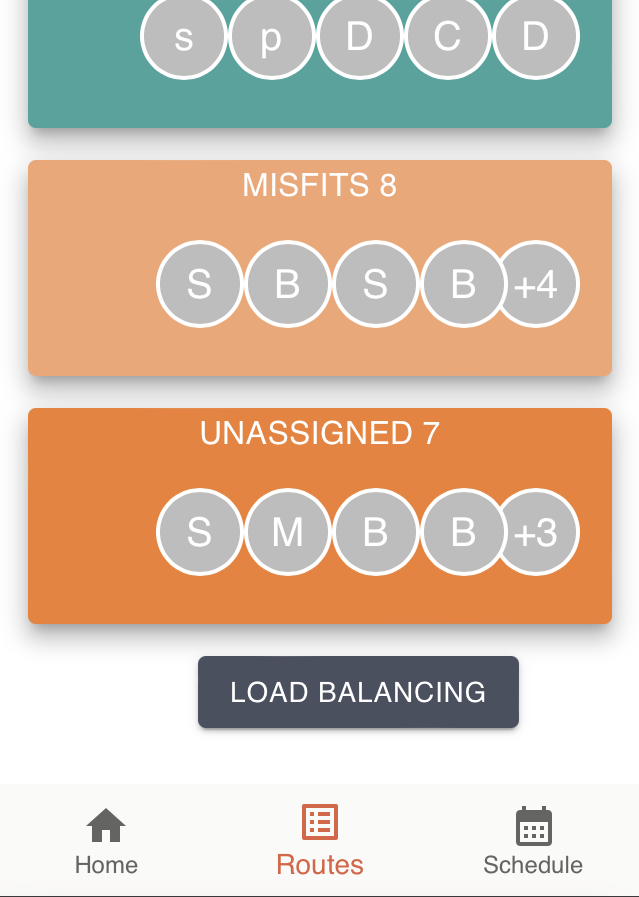 s p D C D
MISFITS 8
S B S B +4
UNASSIGNED 7
S M B B +3
LOAD BALANCING
Home Routes Schedule